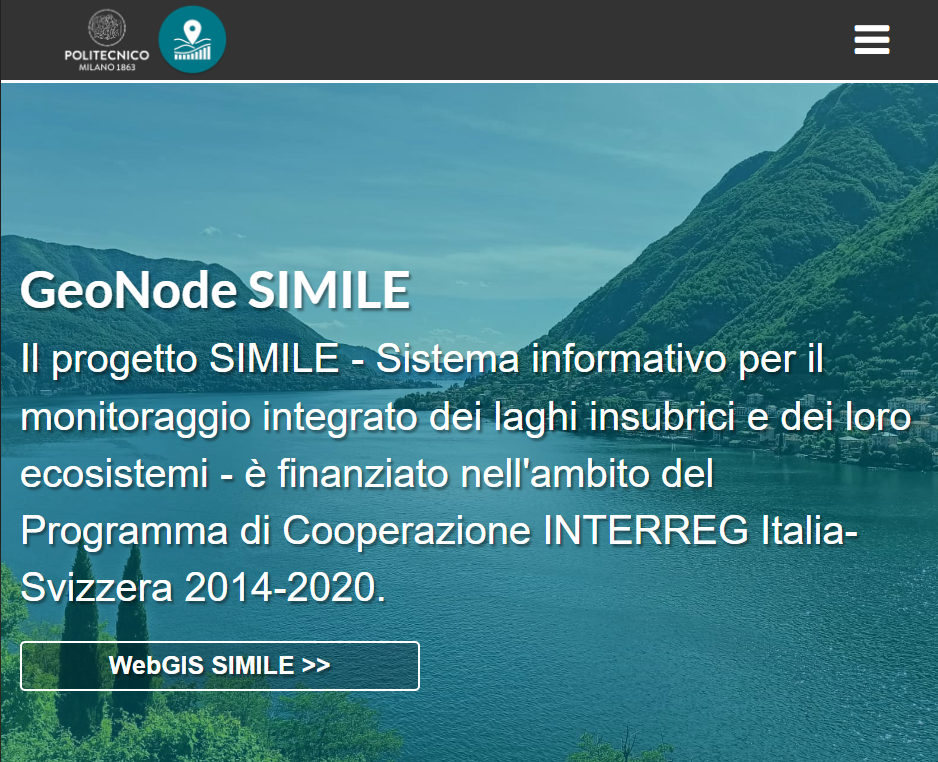 POLITECNICO
MILANO 1863
GeoNode SIMILE
Il progetto SIMILE - Sistema informativo per il
monitoraggio integrato dei laghi insubrici e dei loro
ecosistemi - è finanziato nell'ambito del
Programma di Cooperazione INTERREG Italia-
Svizzera 2014-2020.
WebGIS SIMILE >>